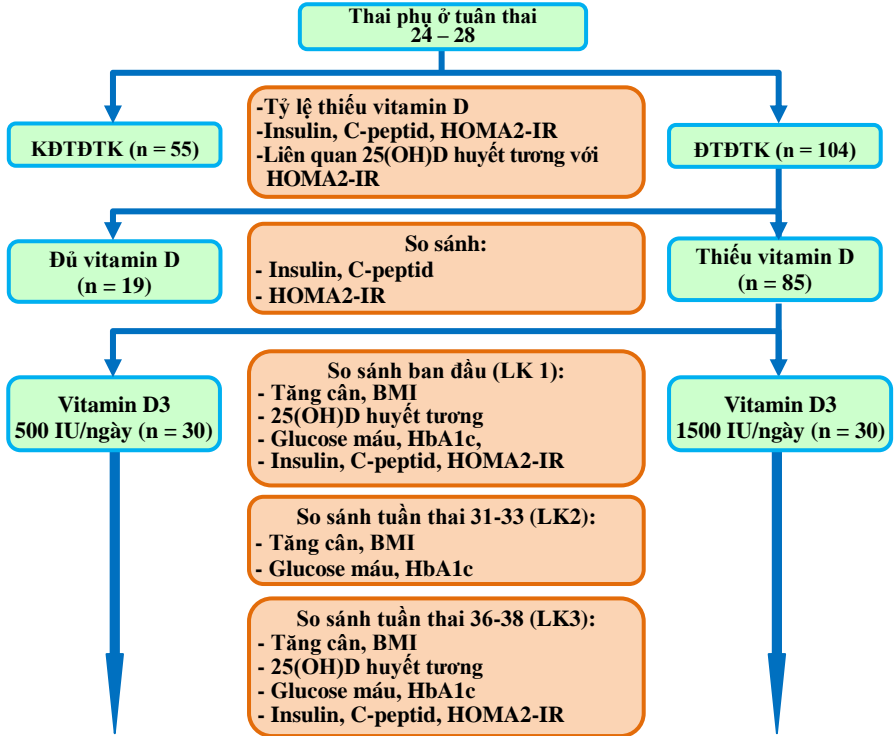 Thai phụ ở tuân thai
24 – 28
-Tỷ lệ thiếu vitamin D
-Insulin, C-peptid, HOMA2-IR
-Liên quan 25(OH)D huyết tương với
HOMA2-IR
KĐTĐTK (n = 55)
ĐTĐTK (n = 104)
Đủ vitamin D
(n = 19)
So sánh:
- Insulin, C-peptid
- HOMA2-IR
Thiếu vitamin D
(n = 85)
Vitamin D3
500 IU/ngày (n = 30)
So sánh ban đầu (LK 1):
- Tăng cân, BMI
- 25(OH)D huyết tương
- Glucose máu, HbA1c,
- Insulin, C-peptid, HOMA2-IR
Vitamin D3
1500 IU/ngày (n = 30)
So sánh tuần thai 31-33 (LK2):
- Tăng cân, BMI
- Glucose máu, HbA1c
So sánh tuần thai 36-38 (LK3):
- Tăng cân, BMI
- 25(OH)D huyết tương
- Glucose máu, HbA1c
- Insulin, C-peptid, HOMA2-IR